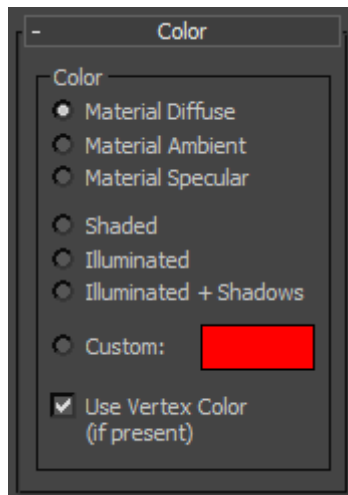 - Color
Color
Material Diffuse
Material Ambient
Material Specular
Shaded
Illuminated
Illuminated + Shadows
Custom:
Use Vertex Color
(if present)